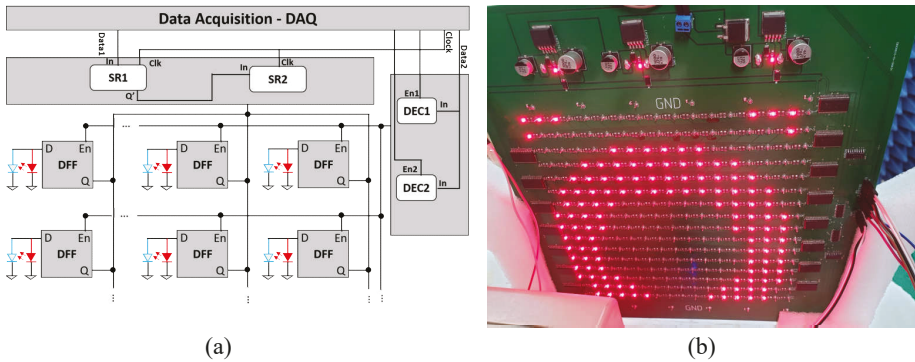 Data Acquisition - DAQ
Data1
Clock
Data2
In
SR1
Clk
Q'
In
SR2
Clk
En1
DEC1
In
En2
DEC2
In
...
...
D
En
DFF
Q
D
En
DFF
Q
D
En
DFF
Q
...
...
D
En
DFF
Q
D
En
DFF
Q
D
En
DFF
Q
...
...
...
GND
GND
(a)
(b)